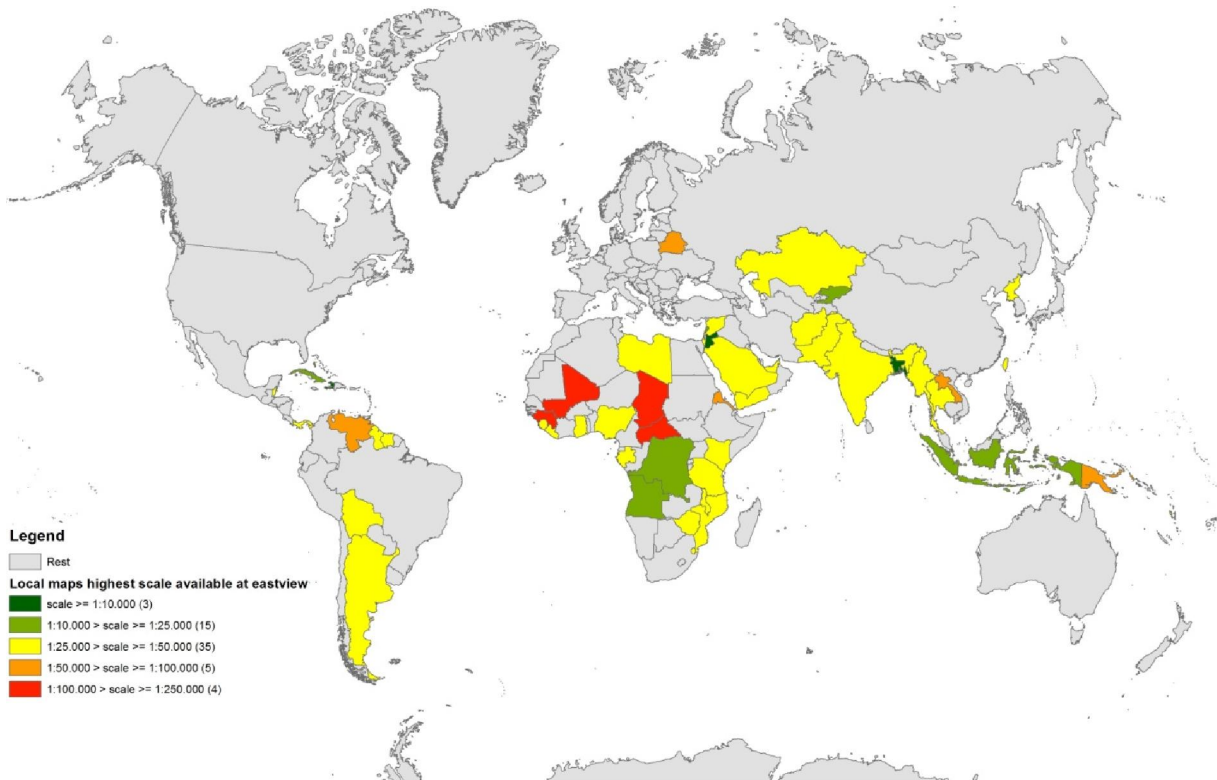 Legend
Rest
Local maps highest scale available at eastview
scale >= 1:10.000 (3)
1:10.000 > scale >= 1:25.000 (15)
1:25.000 > scale >= 1:50.000 (35)
1:50.000 > scale >= 1:100.000 (5)
1:100.000 > scale >= 1:250.000 (4)